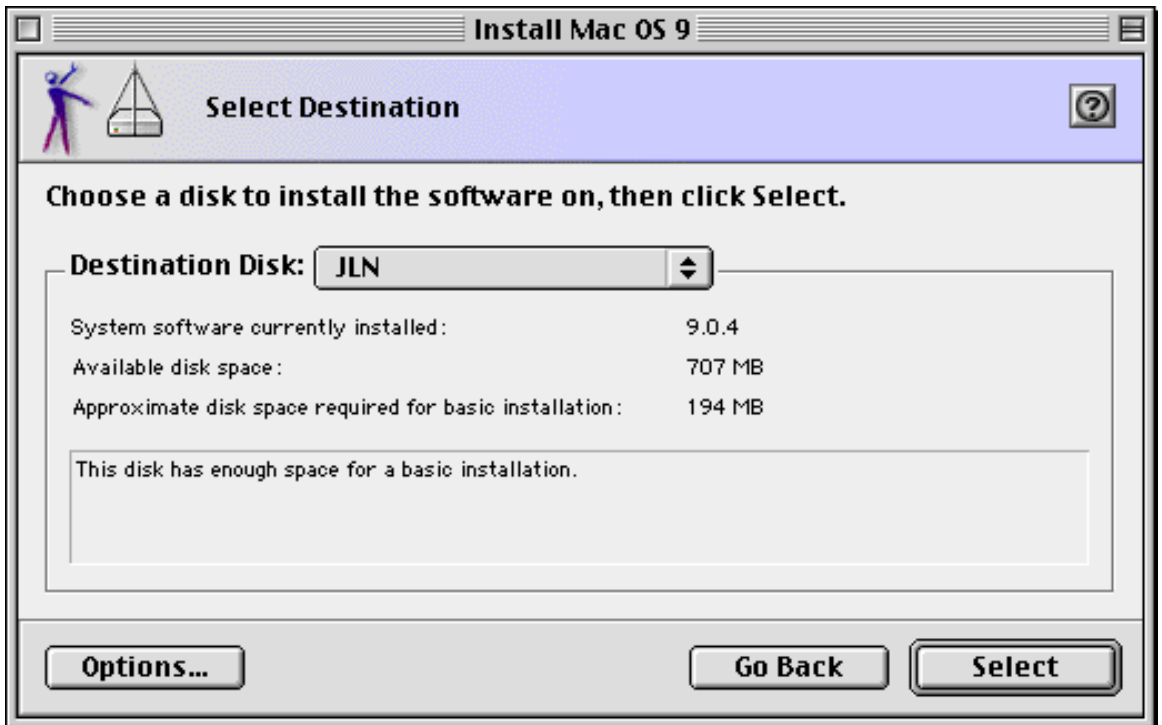 Install Mac OS 9
Select Destination
Choose a disk to install the software on, then click Select.
Destination Disk: JLN
System software currently installed: 9.0.4
Available disk space: 707 MB
Approximate disk space required for basic installation: 194 MB
This disk has enough space for a basic installation.
Options... Go Back Select